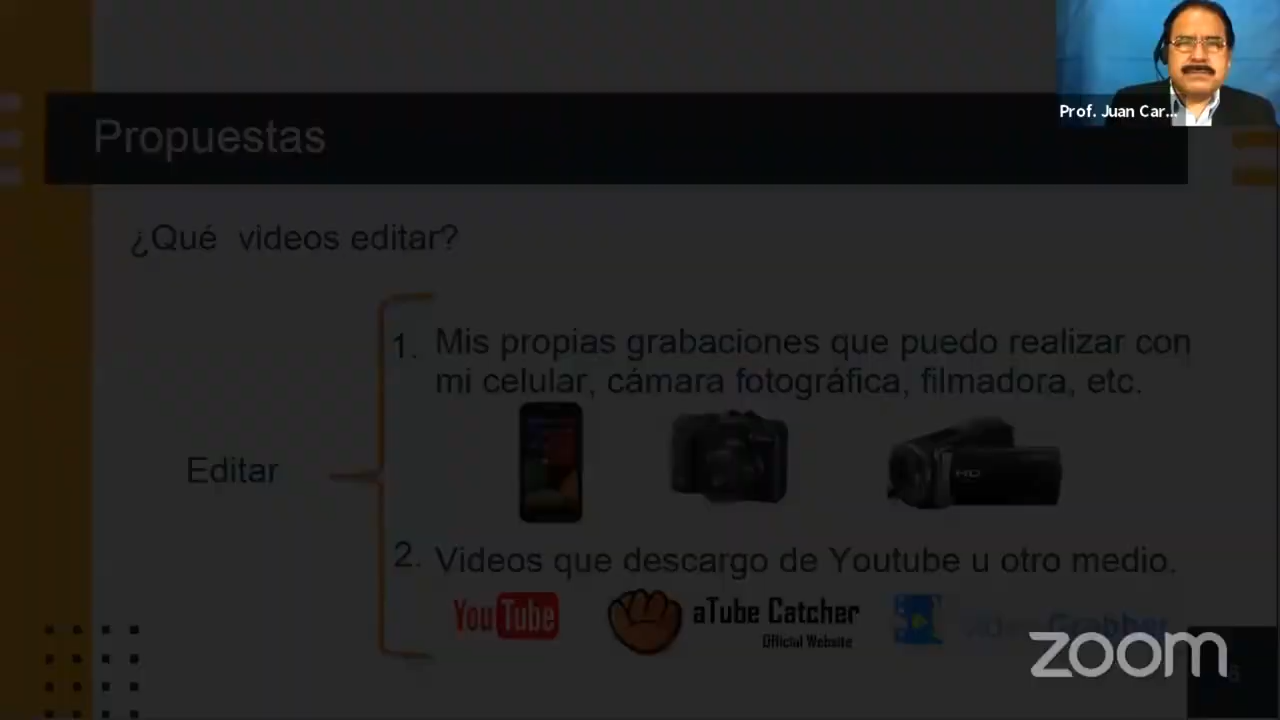 Prof. Juan Car...
Propuestas
¿Qué videos editar?
1. Mis propias grabaciones que puedo realizar con
mi celular, cámara fotográfica, filmadora, etc.
HD
Editar
2. Videos que descargo de Youtube u otro medio.
YouTube
aTube Catcher
Official Website
Video Grabber
zoom